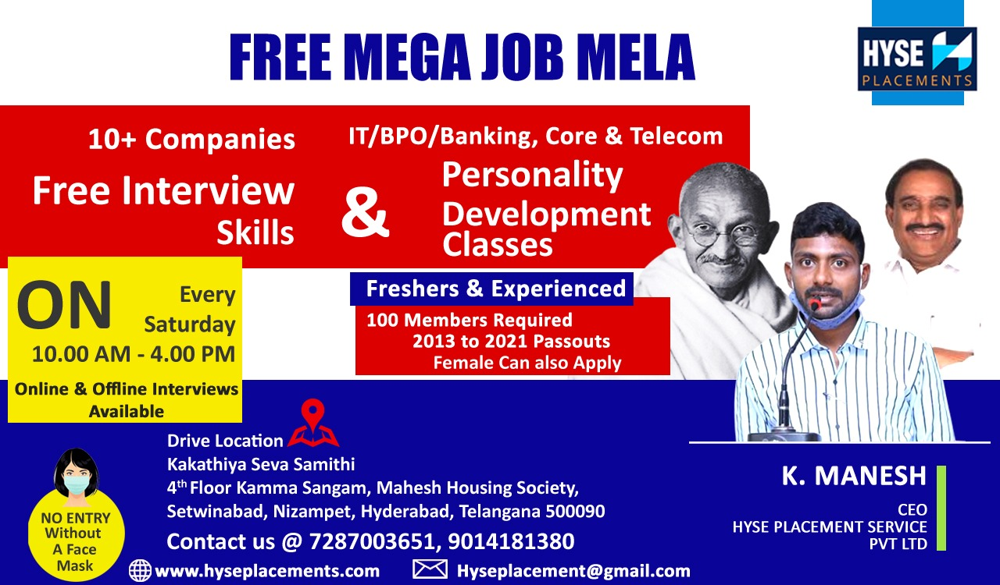 FREE MEGA JOB MELA
HYSE
PLACEMENTS
10+ Companies
Free Interview
Skills
&
IT/BPO/Banking, Core & Telecom
Personality
Development
Classes
ON
Every
Saturday
10.00 AM - 4.00 PM
Online & Offline Interviews
Available
Freshers & Experienced
100 Members Required
2013 to 2021 Passouts
Female Can also Apply
Drive Location
Kakathiya Seva Samithi
4th Floor Kamma Sangam, Mahesh Housing Society,
Setwinabad, Nizampet, Hyderabad, Telangana 500090
Contact us @ 7287003651, 9014181380
www.hyseplacements.com
Hyseplacement@gmail.com
NO ENTRY
Without
A Face
Mask
K. MANESH
CEO
HYSE PLACEMENT SERVICE
PVT LTD